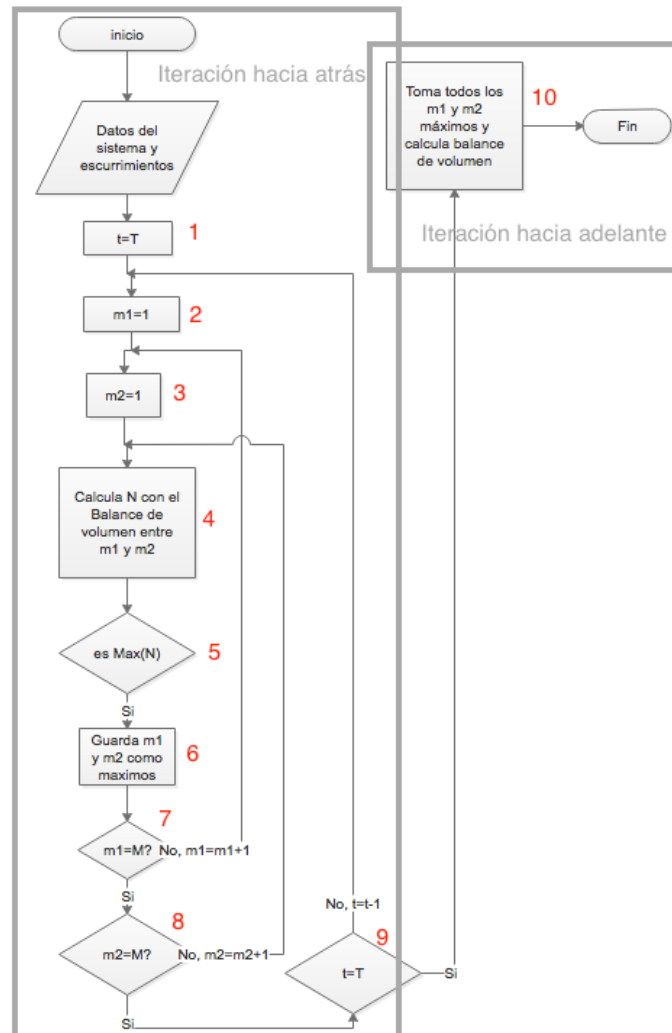 inicio
Iteración hacia atrás
Datos del
sistema y
escurrimientos
t=T
1
m1=1
2
m2=1
3
Calcula N con el
Balance de
volumen entre
m1 y m2
4
es Max(N)
5
Si
Guarda m1
y m2 como
maximos
6
7
m1=M?
No, m1=m1+1
Si
8
m2=M?
No, m2=m2+1
Si
No, t=t-1
9
t=T
Si
Toma todos los
m1 y m2
máximos y
calcula balance
de volumen
10
Fin
Iteración hacia adelante